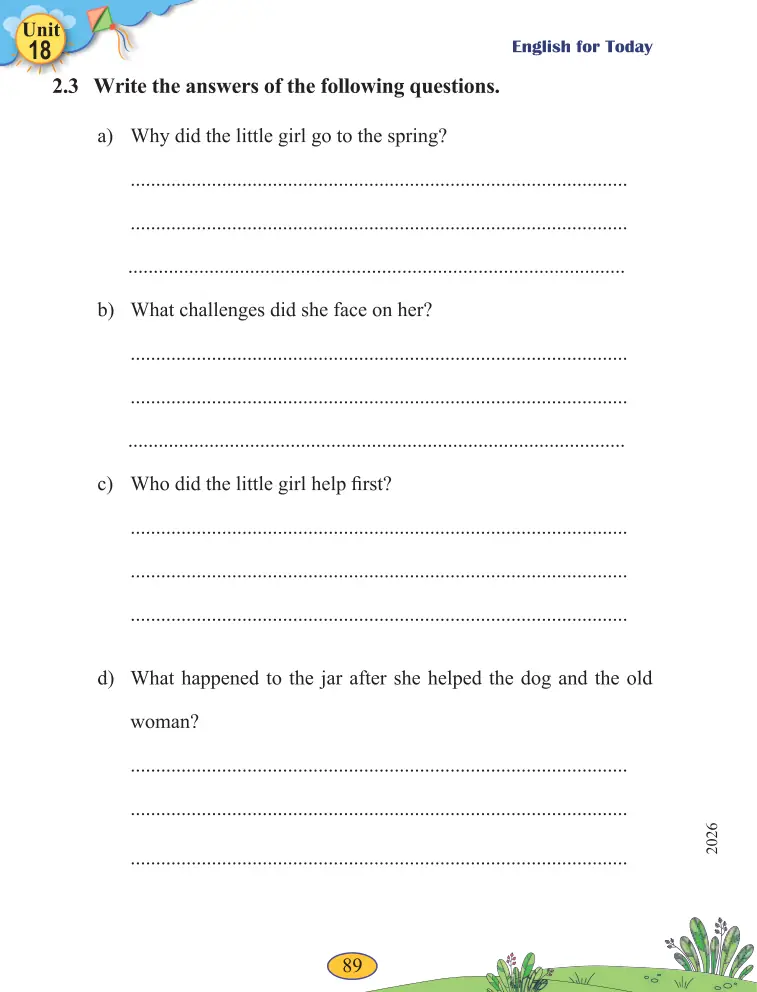 Unit
18
English for Today
2.3 Write the answers of the following questions.
a) Why did the little girl go to the spring?
.................................................................................................
.................................................................................................
.................................................................................................
b) What challenges did she face on her?
.................................................................................................
.................................................................................................
.................................................................................................
c) Who did the little girl help first?
.................................................................................................
.................................................................................................
.................................................................................................
d) What happened to the jar after she helped the dog and the old
woman?
.................................................................................................
.................................................................................................
.................................................................................................
2026
89